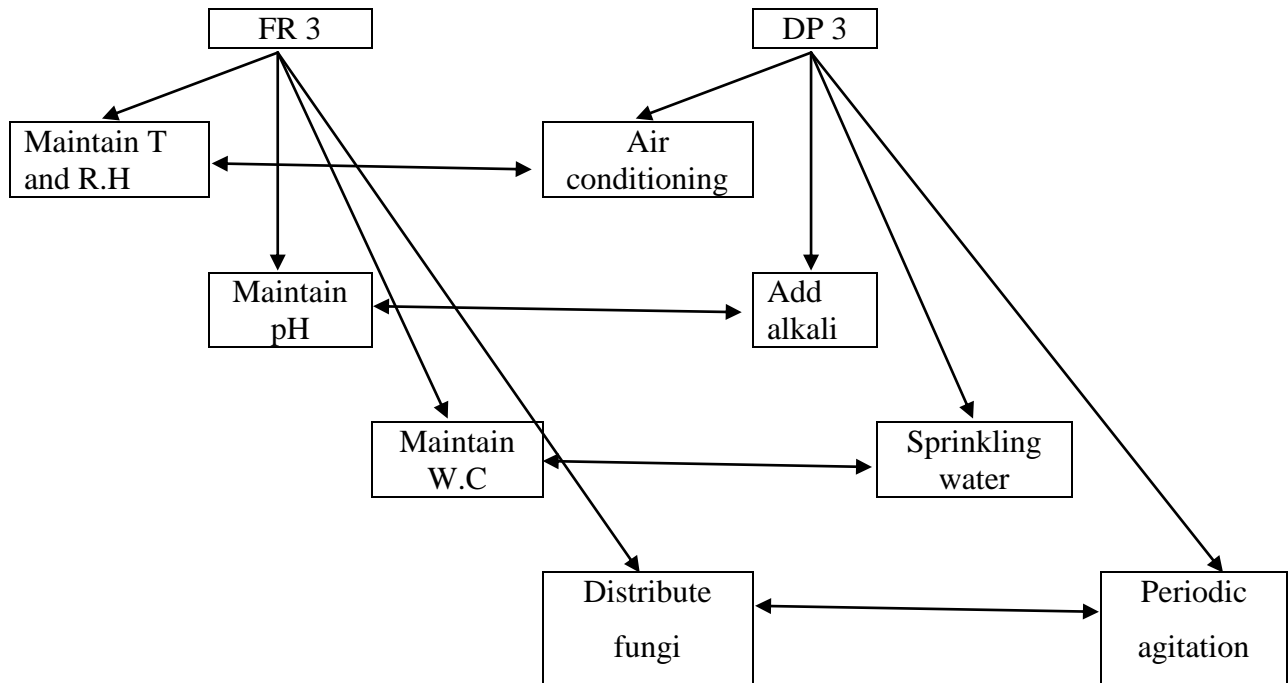 FR 3
DP 3
Maintain T
and R.H
Air
conditioning
Maintain
pH
Add
alkali
Maintain
W.C
Sprinkling
water
Distribute
fungi
Periodic
agitation